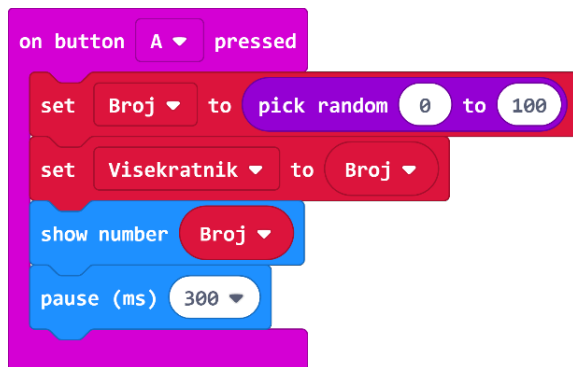 on button A pressed
set Broj to pick random 0 to 100
set Visekratnik to Broj
show number Broj
pause (ms) 300